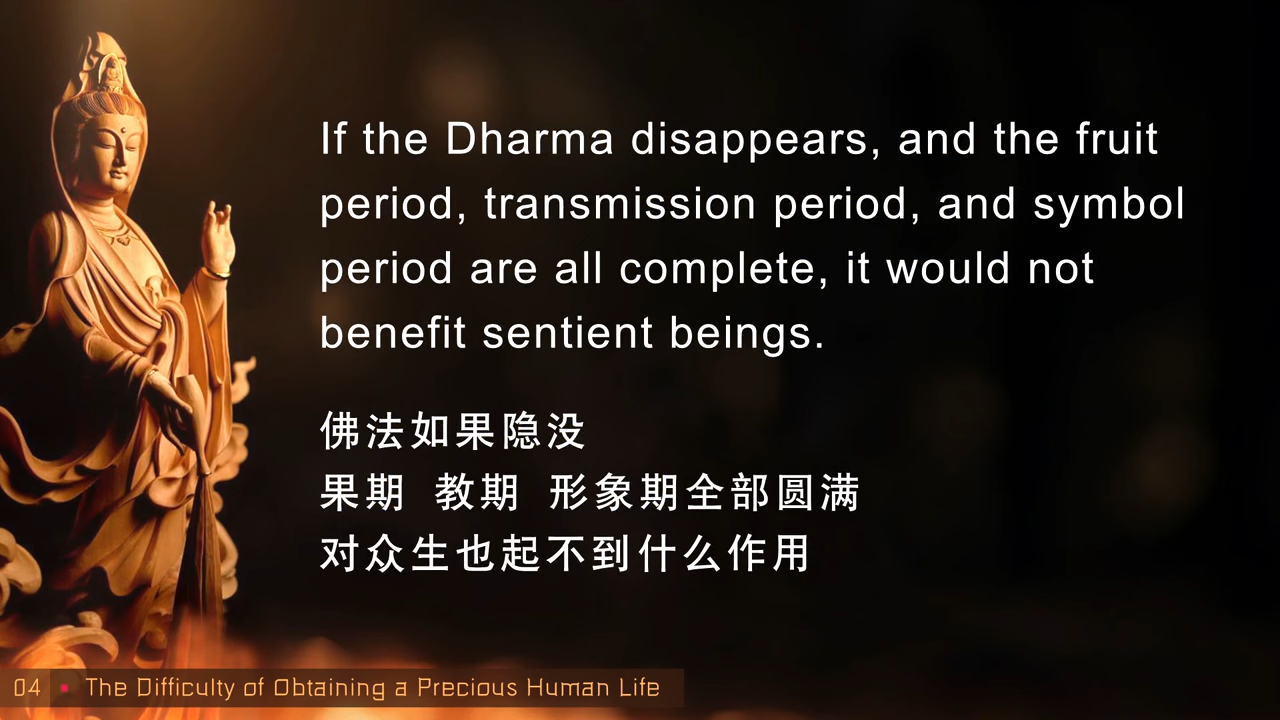 If the Dharma disappears, and the fruit
period, transmission period, and symbol
period are all complete, it would not
benefit sentient beings.
佛法如果隐没
果期 教期 形象期全部圆满
对众生也起不到什么作用
04 • The Difficulty of Obtaining a Precious Human Life